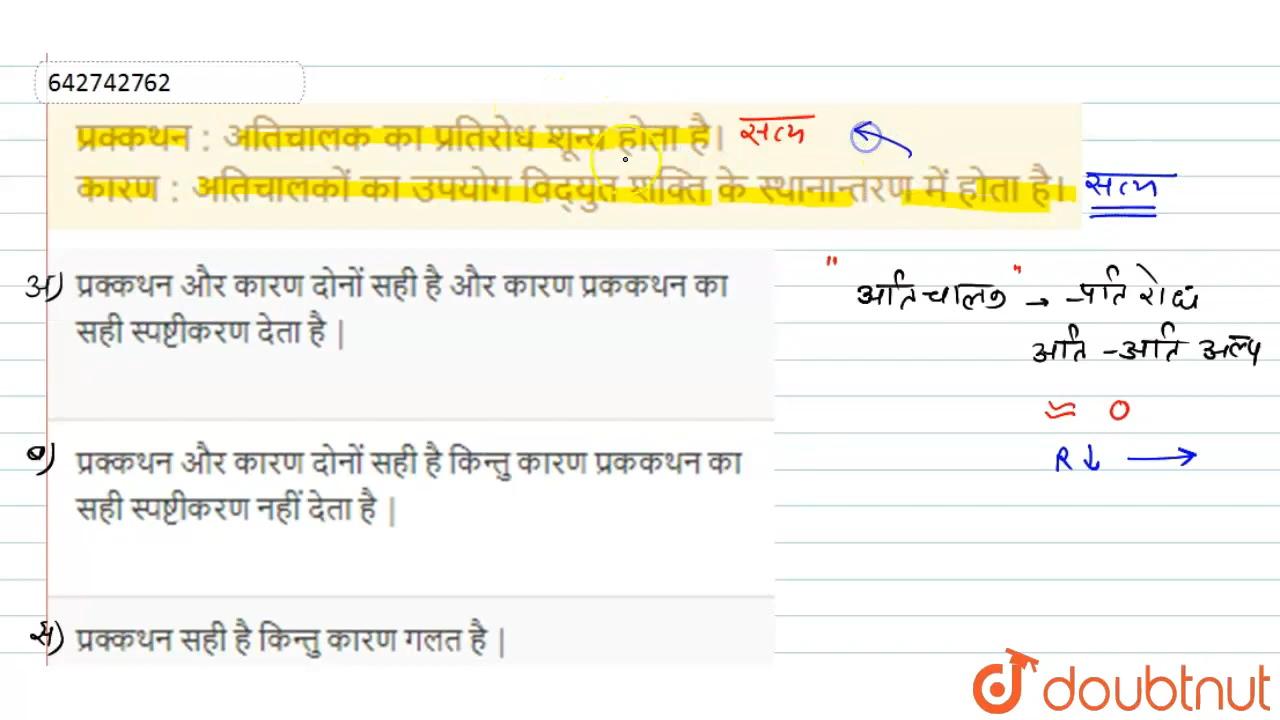 642742762
प्रक्कथन : अतिचालक का प्रतिरोध शून्य होता है। सत्य
कारण : अतिचालकों का उपयोग विद्युत शक्ति के स्थानान्तरण में होता है। सत्य
अ) प्रक्कथन और कारण दोनों सही है और कारण प्रककथन का
सही स्पष्टीकरण देता है |
" अतिचालक " → प्रतिरोध
अति - अति अल्प
≈ 0
R↓ →
ब) प्रक्कथन और कारण दोनों सही है किन्तु कारण प्रककथन का
सही स्पष्टीकरण नहीं देता है |
स) प्रक्कथन सही है किन्तु कारण गलत है |
doubtnut